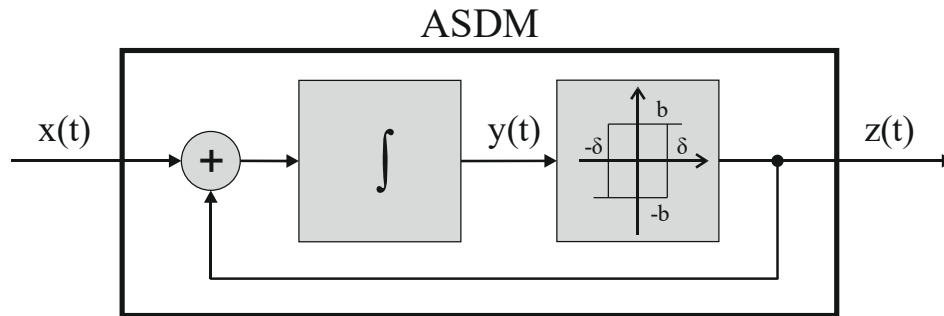 ASDM
x(t)
+
∫
y(t)
b
-δ
δ
-b
z(t)